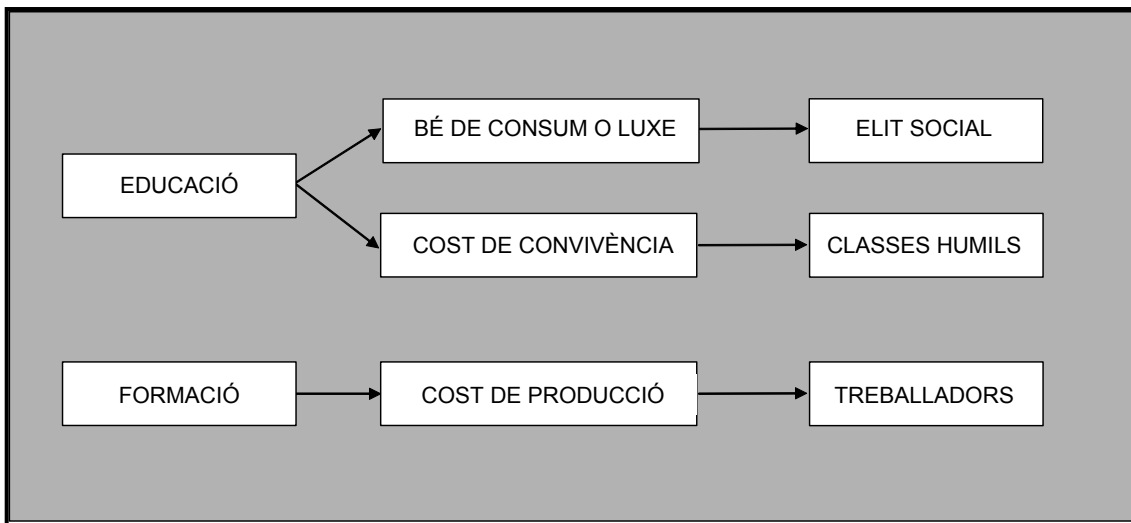 BÉ DE CONSUM O LUXE
ELIT SOCIAL
EDUCACIÓ
COST DE CONVIVÈNCIA
CLASSES HUMILS
FORMACIÓ
COST DE PRODUCCIÓ
TREBALLADORS